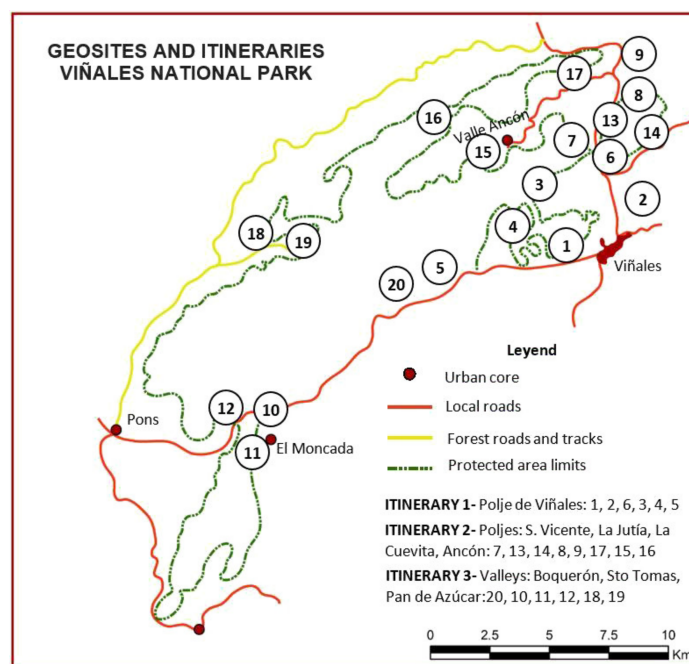 GEOSITES AND ITINERARIES
VIÑALES NATIONAL PARK
9
17
8
16
13
Valle Ancón
14
7
15
6
3
2
4
18
19
1
5
Viñales
20
Leyend
Urban core
12
10
Local roads
Pons
El Moncada
11
Forest roads and tracks
Protected area limits
ITINERARY 1- Polje de Viñales: 1, 2, 6, 3, 4, 5
ITINERARY 2- Poljes: S. Vicente, La Jutía, La
Cuevita, Ancón: 7, 13, 14, 8, 9, 17, 15, 16
ITINERARY 3- Valleys: Boquerón, Sto Tomas,
Pan de Azúcar:20, 10, 11, 12, 18, 19
0 2.5 5 7.5 10
Km